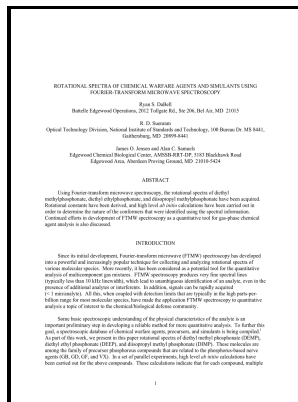 ROTATIONAL SPECTRA OF CHEMICAL WARFARE AGENTS AND SIMULANTS USING
FOURIER-TRANSFORM MICROWAVE SPECTROSCOPY
Ryan S. DaBell
Battelle Edgewood Operations, 2012 Tollgate Rd., Ste 206, Bel Air, MD 21015
R. D. Suenram
Optical Technology Division, National Institute of Standards and Technology, 100 Bureau Dr. MS 8441,
Gaithersburg, MD 20899-8441
James O. Jensen and Alan C. Samuels
Edgewood Chemical Biological Center, AMSSB-RRT-DP, 5183 Blackhawk Road
Edgewood Area, Aberdeen Proving Ground, MD 21010-5424
ABSTRACT
Using Fourier-transform microwave spectroscopy, the rotational spectra of diethyl
methylphosphonate, diethyl ethylphosphonate, and diisopropyl methylphosphonate have been acquired.
Rotational constants have been derived, and high level ab initio calculations have been carried out in
order to determine the nature of the conformers that were identified using the spectral information.
Continued efforts in development of FTMW spectroscopy as a quantitative tool for gas-phase chemical
agent analysis is also discussed.
INTRODUCTION
Since its initial development, Fourier-transform microwave (FTMW) spectroscopy has developed
into a powerful and increasingly popular technique for collecting and analyzing rotational spectra of
various molecular species. More recently, it has been considered as a potential tool for the quantitative
analysis of multicomponent gas mixtures. FTMW spectroscopy produces very fine spectral lines
(typically less than 10 kHz linewidth), which lead to unambiguous identification of an analyte, even in the
presence of additional analytes or interferents. In addition, signals can be rapidly acquired
(< 1 minute/analyte). All this, when coupled with detection limits that are typically in the high parts-per-
billion range for most molecular species, have made the application FTMW spectroscopy to quantitative
analysis a topic of interest to the chemical/biological defense community.
Some basic spectroscopic understanding of the physical characteristics of the analyte is an
important preliminary step in developing a reliable method for more quantitative analysis. To further this
goal, a spectroscopic database of chemical warfare agents, precursors, and simulants is being compiled.
As part of this work, we present in this paper rotational spectra of diethyl methylphosphonate (DEMP),
diethyl ethyl phosphonate (DEEP), and diisopropyl methylphosphonate (DIMP). These molecules are
among the family of precursor phosphorous compounds that are related to the phosphorus-based nerve
agents (GB, GD, GF, and VX). In a set of parallel experiments, high level ab initio calculations have
been carried out for the above compounds. These calculations indicate that for each compound, multiple
1